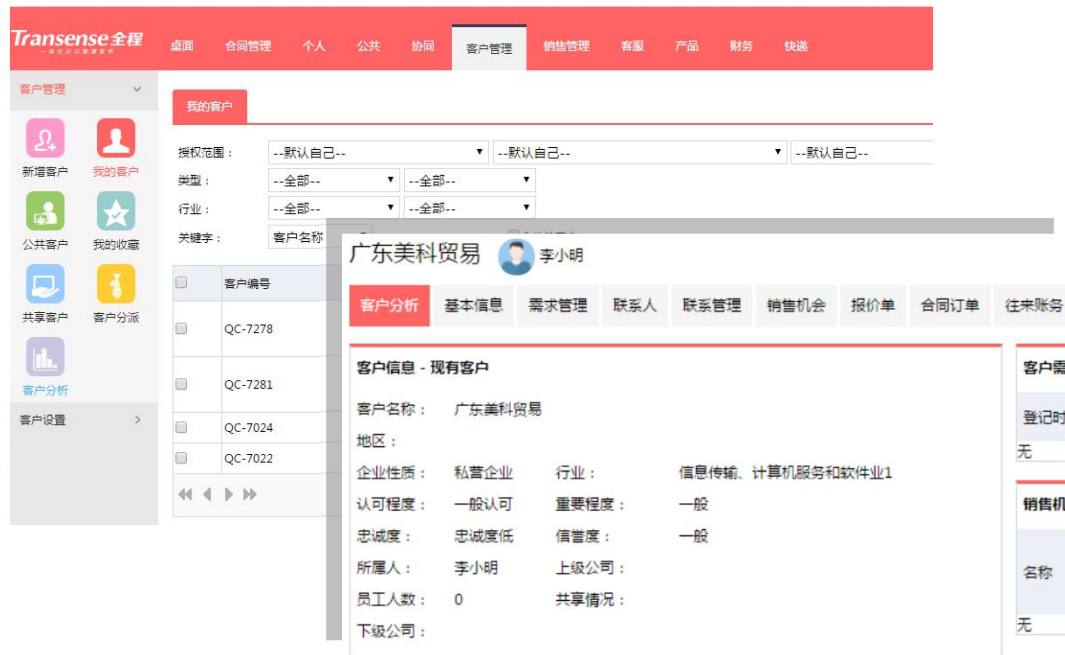 Transense全程
一体化办公管理软件
桌面 合同管理 个人 公共 协同 客户管理 销售管理 客服 产品 财务 快递
客户管理
新增客户 我的客户
公共客户 我的收藏
共享客户 客户分派
客户分析
客户设置
我的客户
授权范围： --默认自己-- --默认自己-- --默认自己--
类型： --全部-- --全部--
行业： --全部-- --全部--
关键字： 客户名称
客户编号
QC-7278
QC-7281
QC-7024
QC-7022
广东美科贸易 李小明
客户分析 基本信息 需求管理 联系人 联系管理 销售机会 报价单 合同订单 往来账务
客户信息 - 现有客户
客户名称： 广东美科贸易
地区：
企业性质： 私营企业 行业： 信息传输、计算机服务和软件业1
认可程度： 一般认可 重要程度： 一般
忠诚度： 忠诚度低 信誉度： 一般
所属人： 李小明 上级公司：
员工人数： 0 共享情况：
下级公司：
客户需
登记时
无
销售机
名称
无